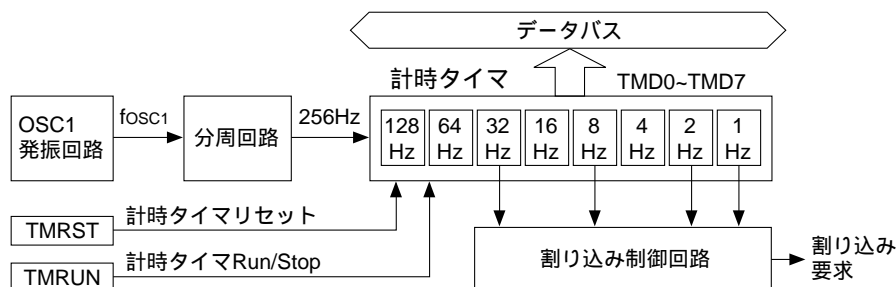 データバス
計時タイマ
TMD0~TMD7
OSC1
発振回路
fOSC1
分周回路
256Hz
128 Hz
64 Hz
32 Hz
16 Hz
8 Hz
4 Hz
2 Hz
1 Hz
TMRST
計時タイマリセット
TMRUN
計時タイマRun/Stop
割り込み制御回路
割り込み
要求